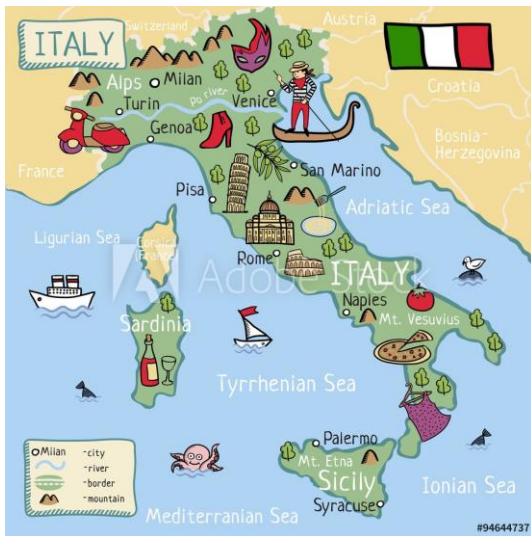 ITALY
Switzerland
Austria
Alps
Milan
Turin
Po river
Venice
Croatia
Genoa
Bosnia-
Herzegovina
France
San Marino
Pisa
Adriatic Sea
Ligurian Sea
Corsica
(France)
Rome
Adobe Stock
ITALY
Naples
Mt. Vesuvius
Sardinia
Tyrrhenian Sea
Palermo
Mt. Etna
Sicily
Ionian Sea
Syracuse
Mediterranean Sea
Milan -city
-river
-border
-mountain
#94644737